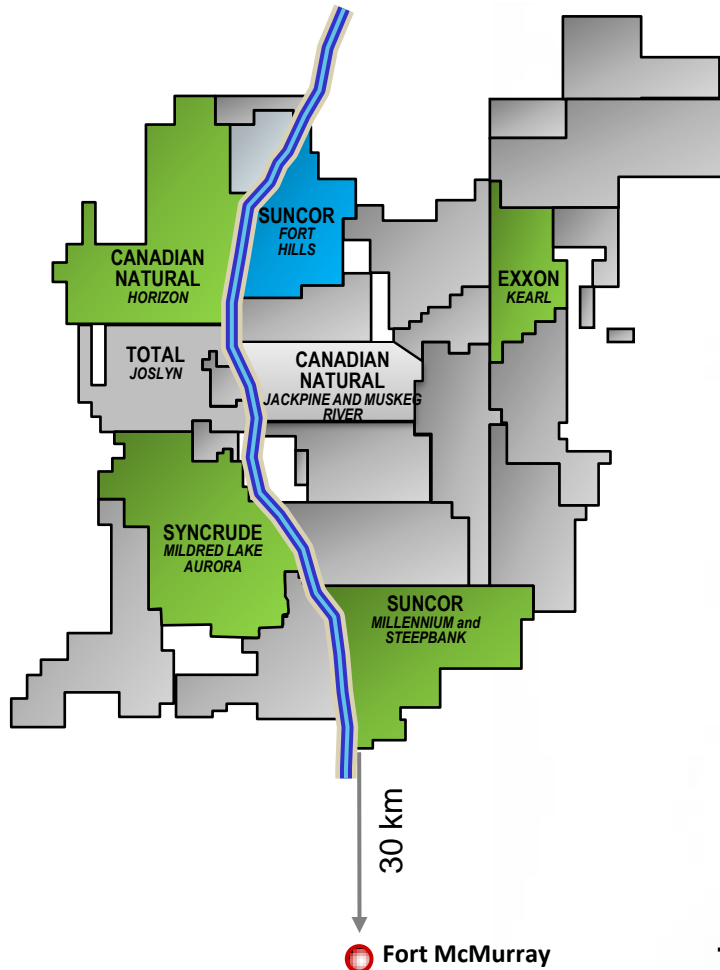 SUNCOR
FORT
HILLS
CANADIAN
NATURAL
HORIZON
EXXON
KEARL
TOTAL
JOSLYN
CANADIAN
NATURAL
JACKPINE AND MUSKEG
RIVER
SYNCRUDE
MILDRED LAKE
AURORA
SUNCOR
MILLENNIUM and
STEEPBANK
30 km
Fort McMurray